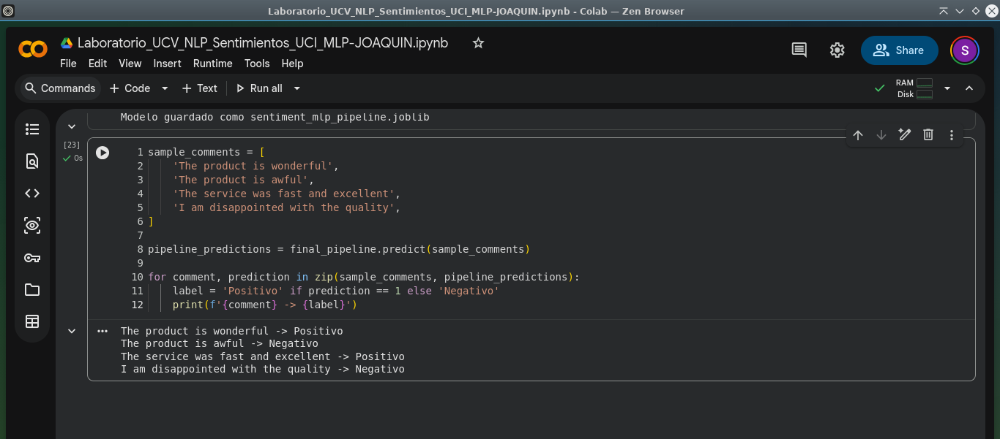 Laboratorio_UCV_NLP_Sentimientos_UCI_MLP-JOAQUIN.ipynb - Colab — Zen Browser
Laboratorio_UCV_NLP_Sentimientos_UCI_MLP-JOAQUIN.ipynb
Share
S
File Edit View Insert Runtime Tools Help
Commands + Code + Text Run all
RAM
Disk
Modelo guardado como sentiment_mlp_pipeline.joblib
[23]
0s
1 sample_comments = [
2     'The product is wonderful',
3     'The product is awful',
4     'The service was fast and excellent',
5     'I am disappointed with the quality',
6 ]
7
8 pipeline_predictions = final_pipeline.predict(sample_comments)
9
10 for comment, prediction in zip(sample_comments, pipeline_predictions):
11     label = 'Positivo' if prediction == 1 else 'Negativo'
12     print(f'{comment} -> {label}')
The product is wonderful -> Positivo
The product is awful -> Negativo
The service was fast and excellent -> Positivo
I am disappointed with the quality -> Negativo